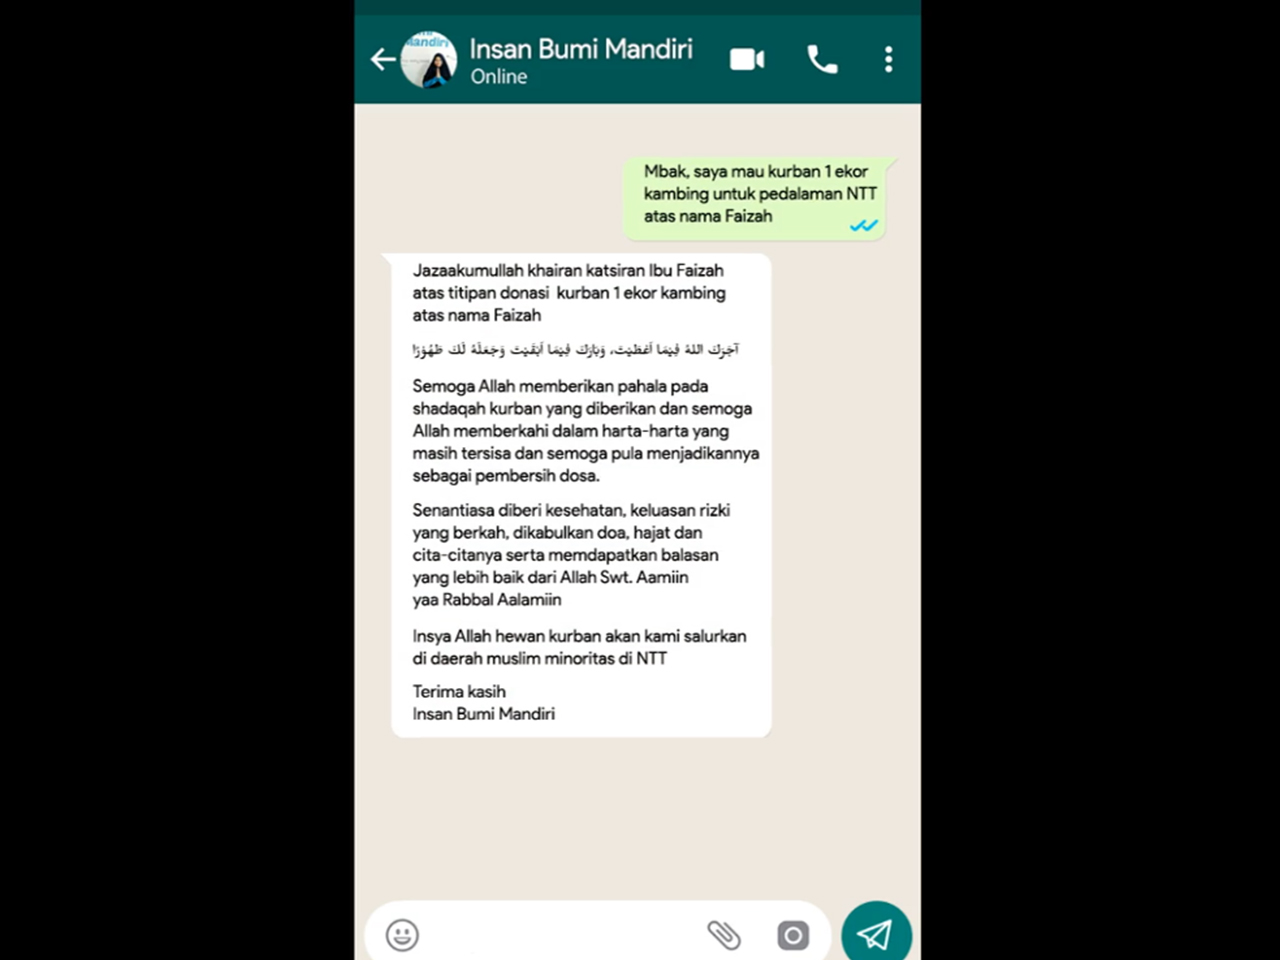 Insan Bumi Mandiri
Online
Mbak, saya mau kurban 1 ekor
kambing untuk pedalaman NTT
atas nama Faizah
Jazaakumullah khairan katsiran Ibu Faizah
atas titipan donasi kurban 1 ekor kambing
atas nama Faizah
آجَرَكَ اللهُ فِيْمَا أَعْطَيْتَ، وَبَارَكَ فِيْمَا أَبْقَيْتَ وَجَعَلَهُ لَكَ طَهُوْرًا
Semoga Allah memberikan pahala pada
shadaqah kurban yang diberikan dan semoga
Allah memberkahi dalam harta-harta yang
masih tersisa dan semoga pula menjadikannya
sebagai pembersih dosa.
Senantiasa diberi kesehatan, keluasan rizki
yang berkah, dikabulkan doa, hajat dan
cita-citanya serta memdapatkan balasan
yang lebih baik dari Allah Swt. Aamiin
yaa Rabbal Aalamiin
Insya Allah hewan kurban akan kami salurkan
di daerah muslim minoritas di NTT
Terima kasih
Insan Bumi Mandiri